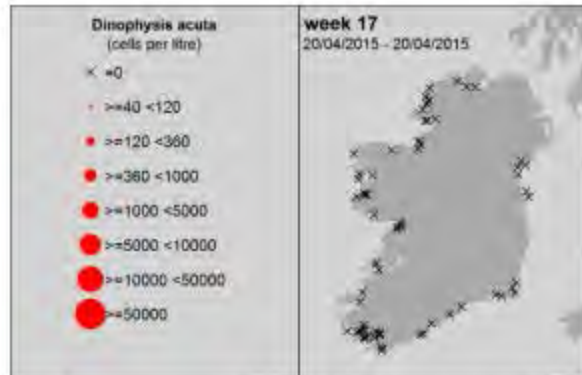 Dinophysis acuta
(cells per litre)
× =0
>=40 <120
>=120 <360
>=360 <1000
>=1000 <5000
>=5000 <10000
>=10000 <50000
>=50000
week 17
20/04/2015 - 20/04/2015